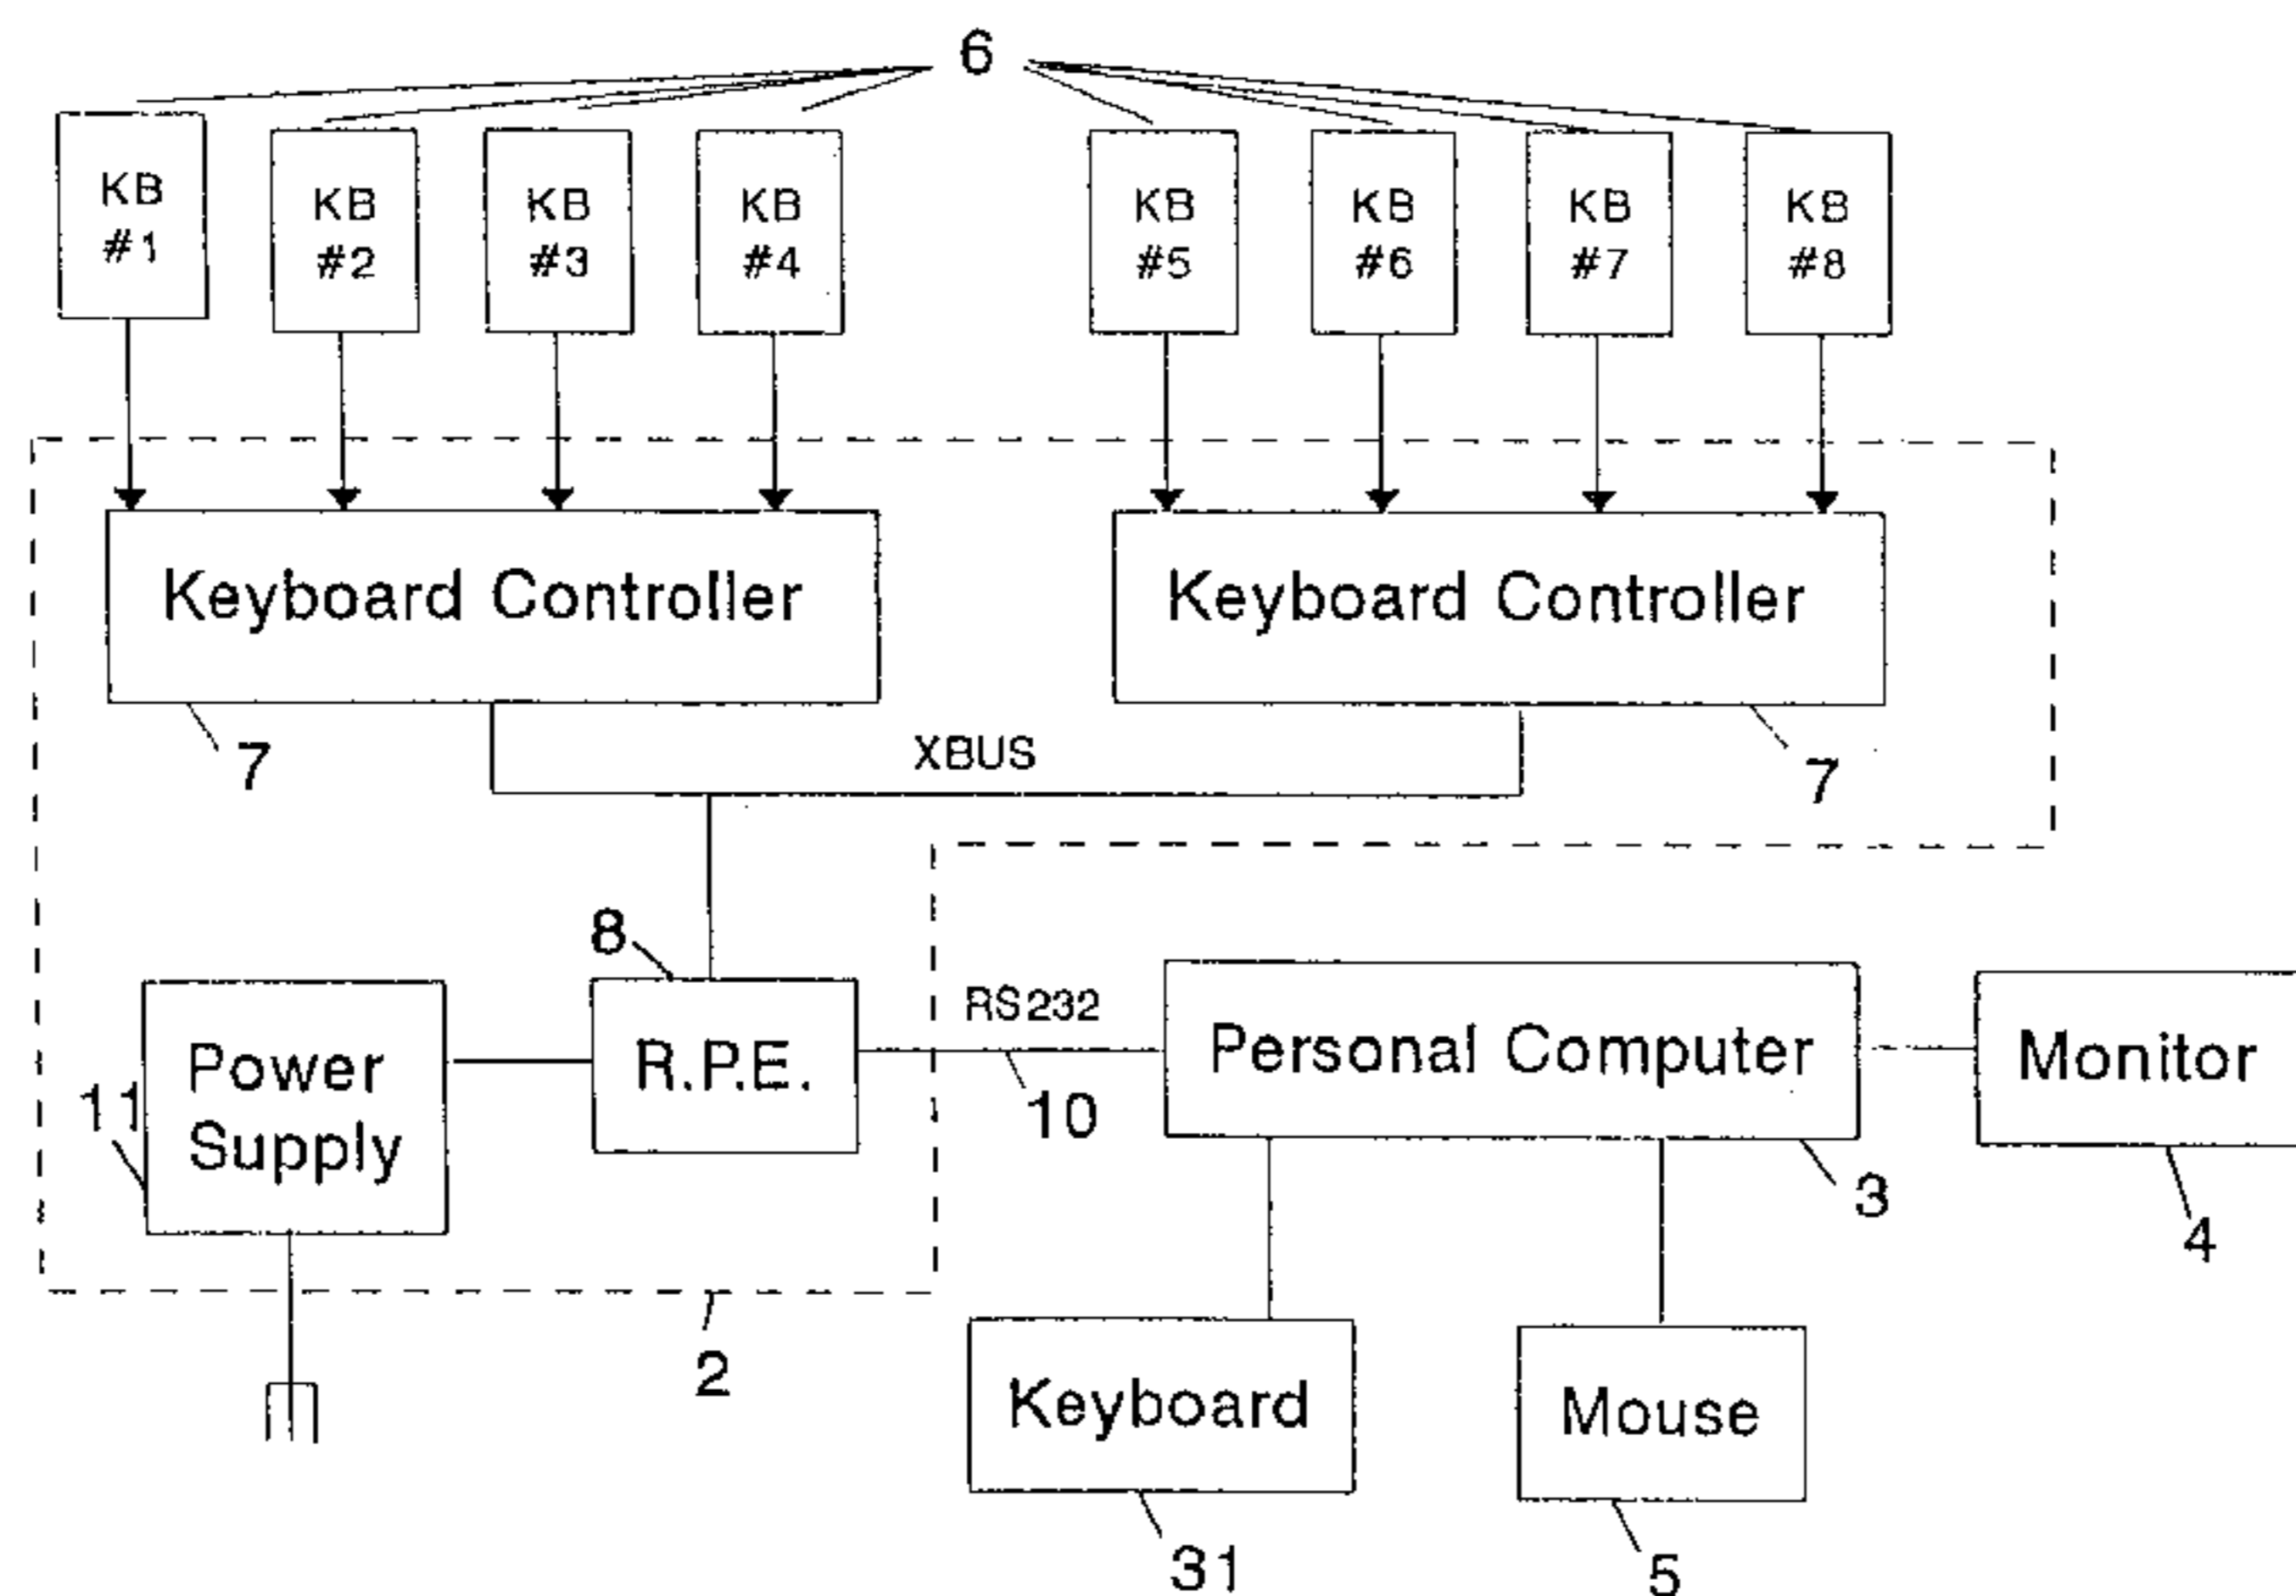 6
KB
#1
KB
#2
KB
#3
KB
#4
KB
#5
KB
#6
KB
#7
KB
#8
Keyboard Controller
Keyboard Controller
7
XBUS
7
8
RS232
Power
Supply
11
R.P.E.
10
Personal Computer
3
Monitor
4
2
Keyboard
31
Mouse
5